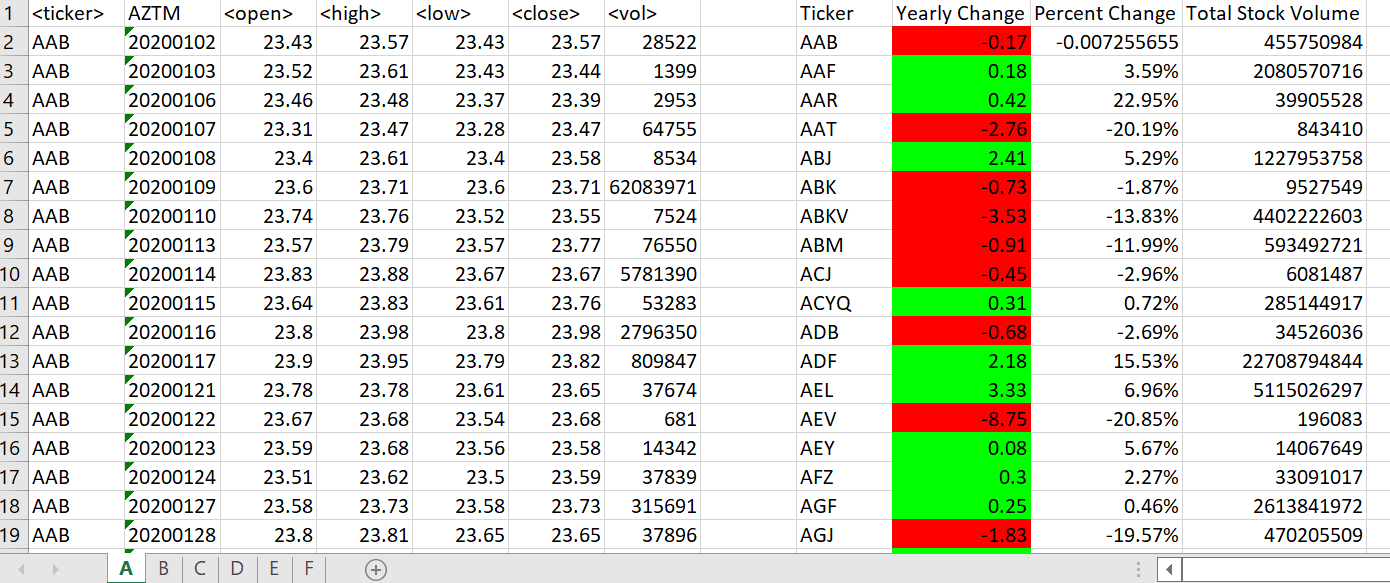 1 <ticker> AZTM <open> <high> <low> <close> <vol> Ticker Yearly Change Percent Change Total Stock Volume
2 AAB 20200102 23.43 23.57 23.43 23.57 28522 AAB -0.17 -0.007255655 455750984
3 AAB 20200103 23.52 23.61 23.43 23.44 1399 AAF 0.18 3.59% 2080570716
4 AAB 20200106 23.46 23.48 23.37 23.39 2953 AAR 0.42 22.95% 39905528
5 AAB 20200107 23.31 23.47 23.28 23.47 64755 AAT -2.76 -20.19% 843410
6 AAB 20200108 23.4 23.61 23.4 23.58 8534 ABJ 2.41 5.29% 1227953758
7 AAB 20200109 23.6 23.71 23.6 23.71 62083971 ABK -0.73 -1.87% 9527549
8 AAB 20200110 23.74 23.76 23.52 23.55 7524 ABKV -3.53 -13.83% 4402222603
9 AAB 20200113 23.57 23.79 23.57 23.77 76550 ABM -0.91 -11.99% 593492721
10 AAB 20200114 23.83 23.88 23.67 23.67 5781390 ACJ -0.45 -2.96% 6081487
11 AAB 20200115 23.64 23.83 23.61 23.76 53283 ACYQ 0.31 0.72% 285144917
12 AAB 20200116 23.8 23.98 23.8 23.98 2796350 ADB -0.68 -2.69% 34526036
13 AAB 20200117 23.9 23.95 23.79 23.82 809847 ADF 2.18 15.53% 22708794844
14 AAB 20200121 23.78 23.78 23.61 23.65 37674 AEL 3.33 6.96% 5115026297
15 AAB 20200122 23.67 23.68 23.54 23.68 681 AEV -8.75 -20.85% 196083
16 AAB 20200123 23.59 23.68 23.56 23.58 14342 AEY 0.08 5.67% 14067649
17 AAB 20200124 23.51 23.62 23.5 23.59 37839 AFZ 0.3 2.27% 33091017
18 AAB 20200127 23.58 23.73 23.58 23.73 315691 AGF 0.25 0.46% 2613841972
19 AAB 20200128 23.8 23.81 23.65 23.65 37896 AGJ -1.83 -19.57% 470205509
A B C D E F